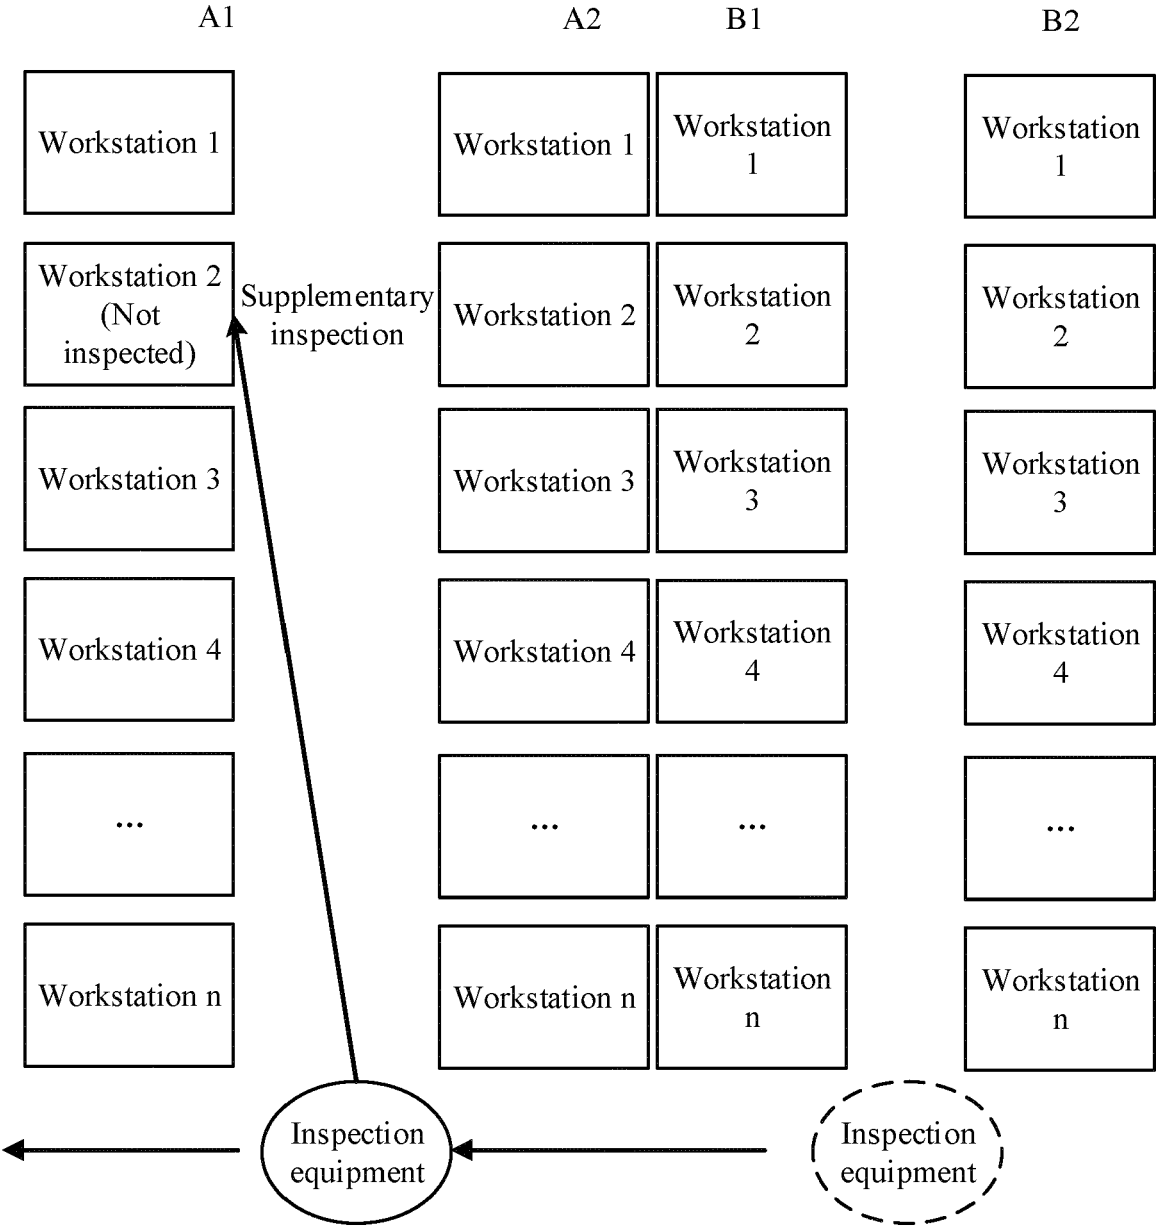 A1
A2
B1
B2
Workstation 1
Workstation 1
Workstation
1
Workstation
1
Workstation 2
(Not
inspected)
Supplementary
inspection
Workstation 2
Workstation
2
Workstation
2
Workstation 3
Workstation 3
Workstation
3
Workstation
3
Workstation 4
Workstation 4
Workstation
4
Workstation
4
...
...
...
...
Workstation n
Workstation n
Workstation
n
Workstation
n
Inspection
equipment
Inspection
equipment